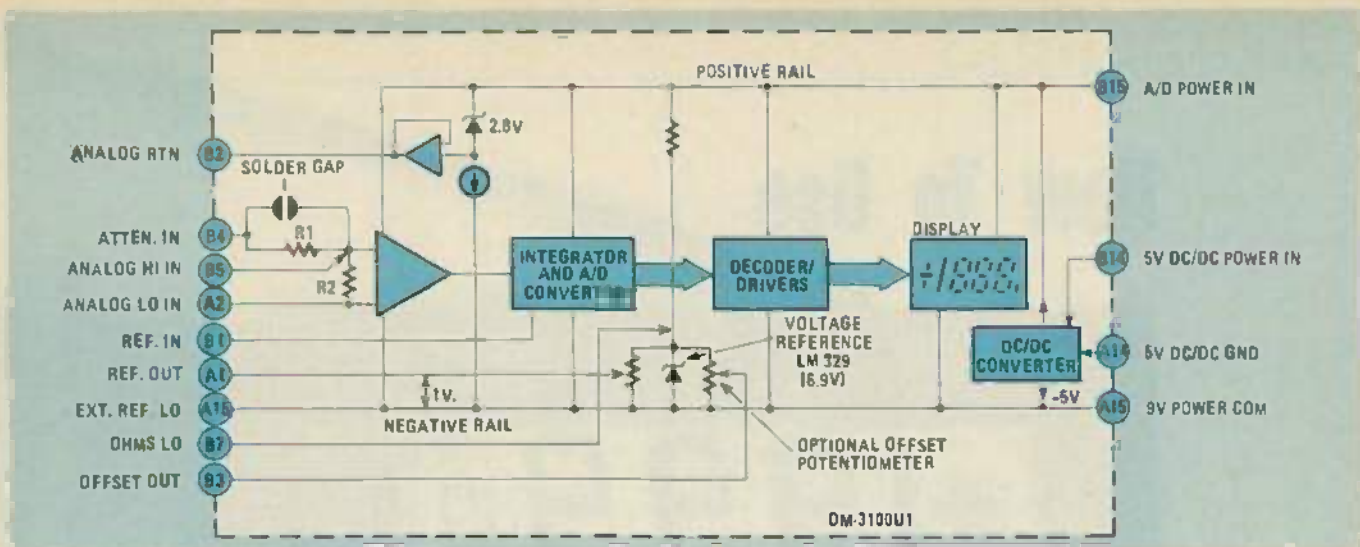 POSITIVE RAIL
B15 A/D POWER IN
2.8V
ANALOG RTN B2
SOLDER GAP
DISPLAY
ATTEN. IN B4
R1
B14 5V DC/DC POWER IN
ANALOG HI IN B5
R2
INTEGRATOR
AND A/D
DECODER/
DRIVERS
ANALOG LO IN A2
REF. IN B1
VOLTAGE
REFERENCE
LM 329
(6.9V)
DC/DC
CONVERTER
5V DC/DC GND
REF. OUT A1
1V.
-5V
EXT. REF. LO
NEGATIVE RAIL
A15 9V POWER COM
OHMS LO B7
OPTIONAL OFFSET
POTENTIOMETER
OFFSET OUT B3
DM-3100U1